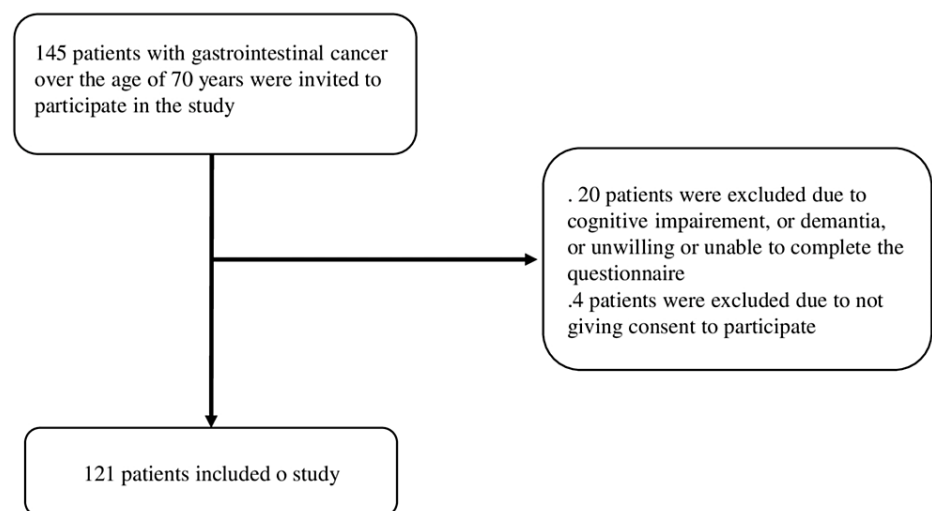 145 patients with gastrointestinal cancer
over the age of 70 years were invited to
participate in the study
. 20 patients were excluded due to
cognitive impairement, or demantia,
or unwilling or unable to complete the
questionnaire
.4 patients were excluded due to not
giving consent to participate
121 patients included o study